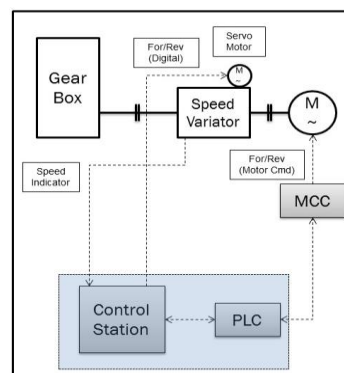 For/Rev
(Digital)
Servo
Motor
M
~
Gear
Box
Speed
Variator
M
~
Speed
Indicator
For/Rev
(Motor Cmd)
MCC
Control
Station
PLC